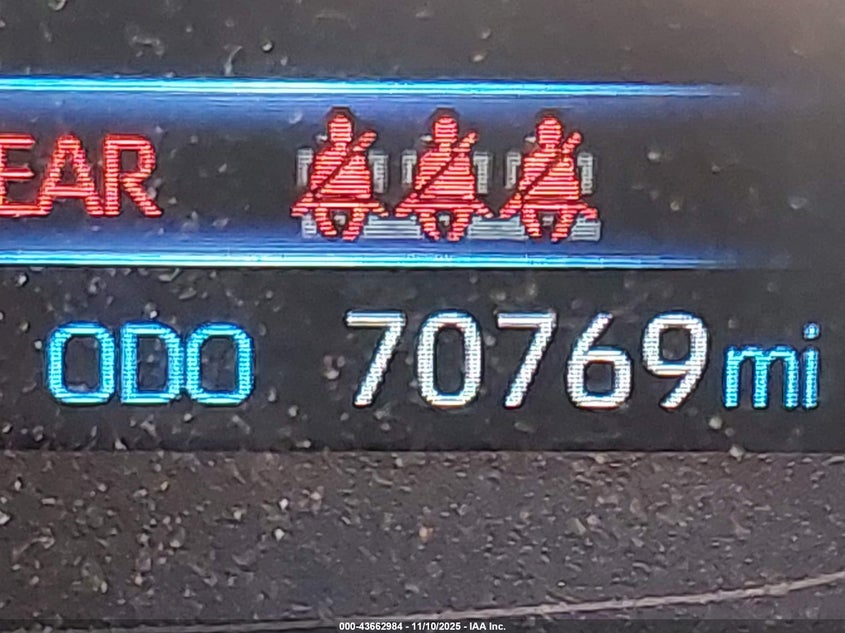 EAR
ODO 70769 mi
000-43662984 - 11/10/2025 - IAA Inc.